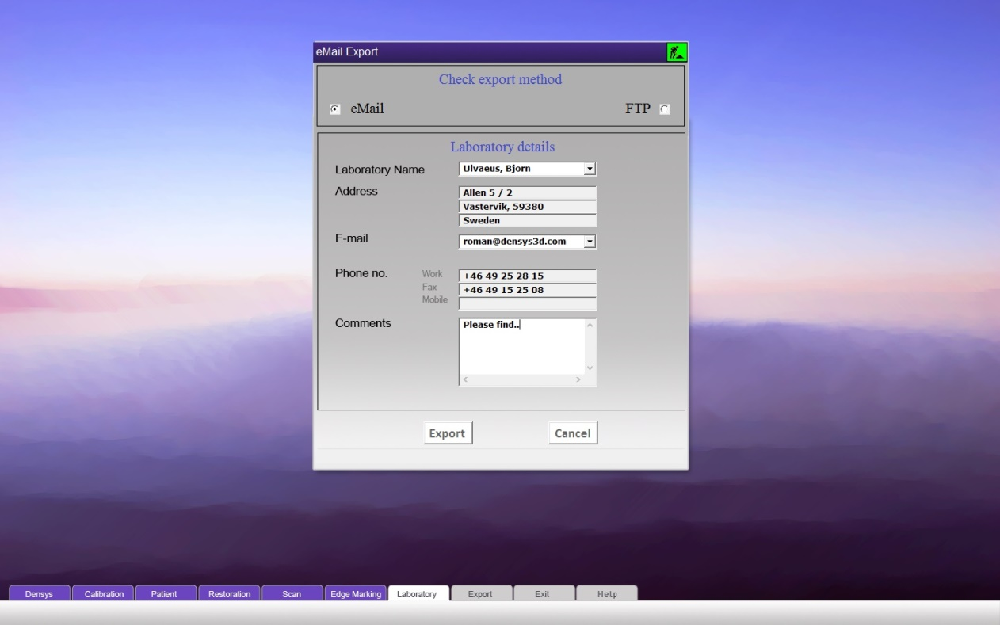 eMail Export
Check export method
eMail FTP
Laboratory details
Laboratory Name Ulvaeus, Bjorn
Address Allen 5 / 2
Vastervik, 59380
Sweden
E-mail roman@densys3d.com
Phone no. Work +46 49 25 28 15
Fax +46 49 15 25 08
Mobile
Comments Please find..
Export Cancel
Densys Calibration Patient Restoration Scan Edge Marking Laboratory Export Exit Help